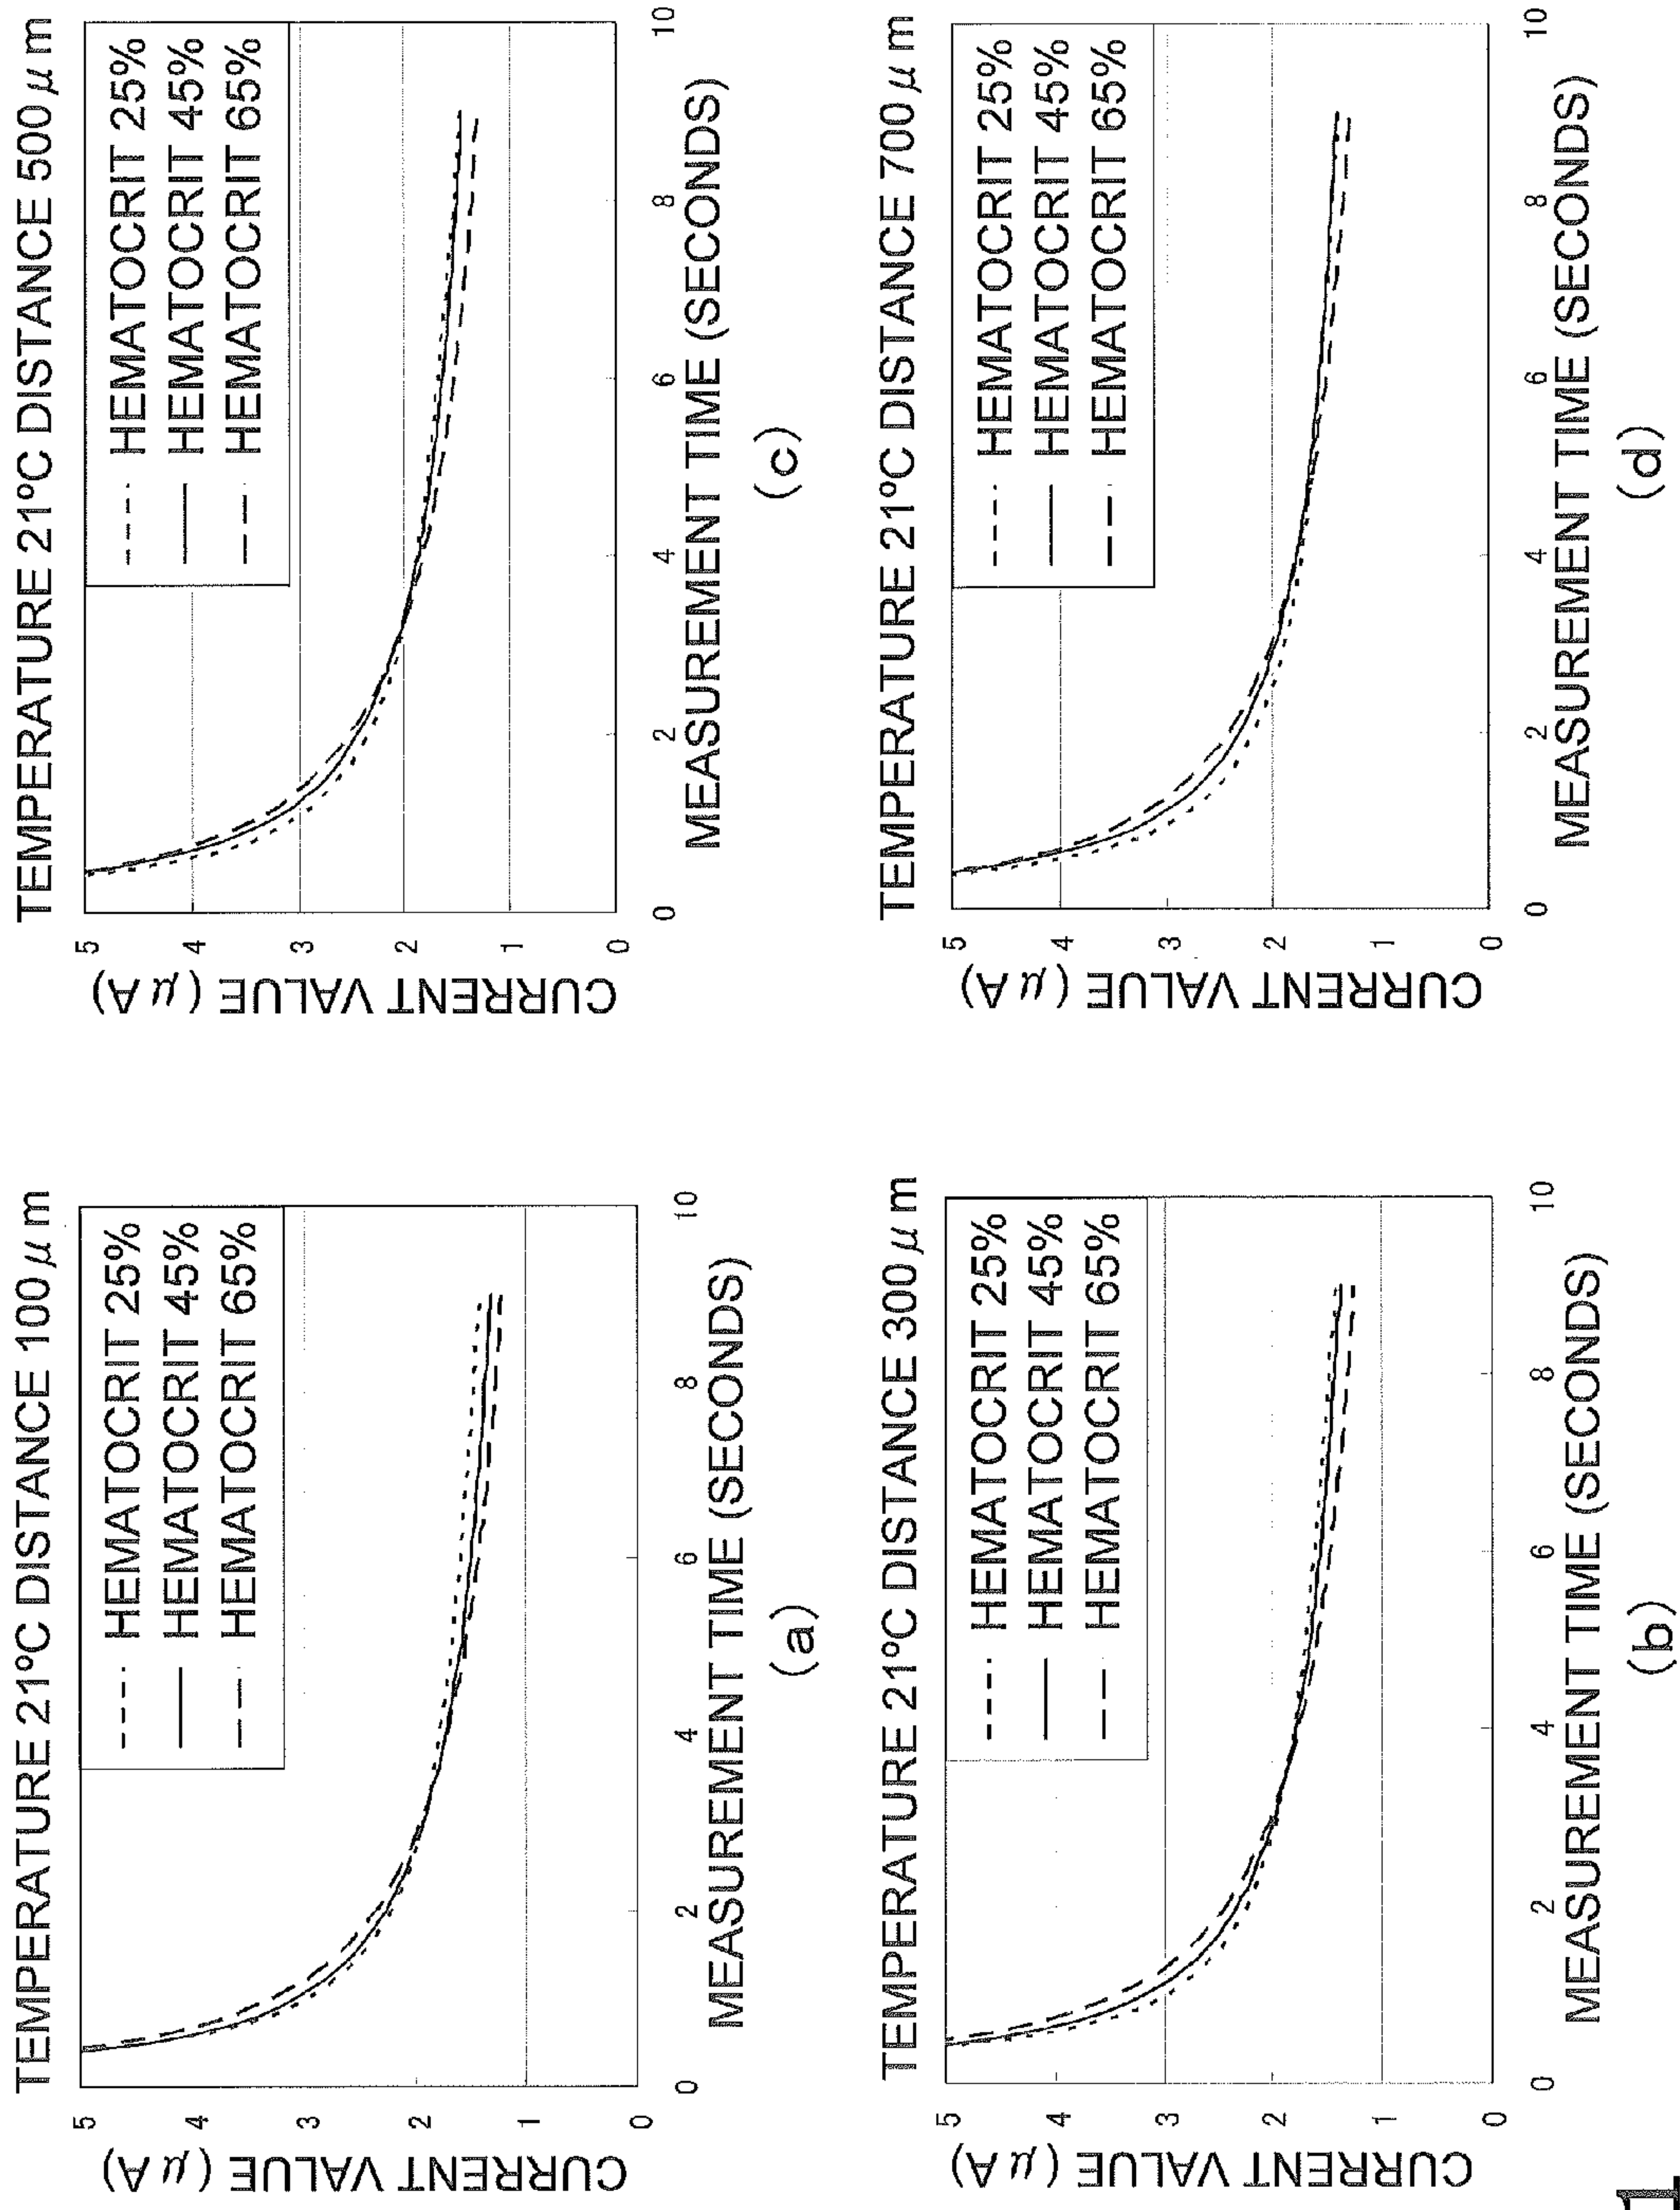 TEMPERATURE 21°C DISTANCE 100μm
CURRENT VALUE (μA)
5
4
3
2
1
0
HEMATOCRIT 25%
HEMATOCRIT 45%
HEMATOCRIT 65%
0
2
4
6
8
10
MEASUREMENT TIME (SECONDS)
(a)
TEMPERATURE 21°C DISTANCE 300μm
CURRENT VALUE (μA)
5
4
3
2
1
0
HEMATOCRIT 25%
HEMATOCRIT 45%
HEMATOCRIT 65%
0
2
4
6
8
10
MEASUREMENT TIME (SECONDS)
(b)
TEMPERATURE 21°C DISTANCE 500μm
CURRENT VALUE (μA)
5
4
3
2
1
0
HEMATOCRIT 25%
HEMATOCRIT 45%
HEMATOCRIT 65%
0
2
4
6
8
10
MEASUREMENT TIME (SECONDS)
(c)
TEMPERATURE 21°C DISTANCE 700μm
CURRENT VALUE (μA)
5
4
3
2
1
0
HEMATOCRIT 25%
HEMATOCRIT 45%
HEMATOCRIT 65%
0
2
4
6
8
10
MEASUREMENT TIME (SECONDS)
(d)